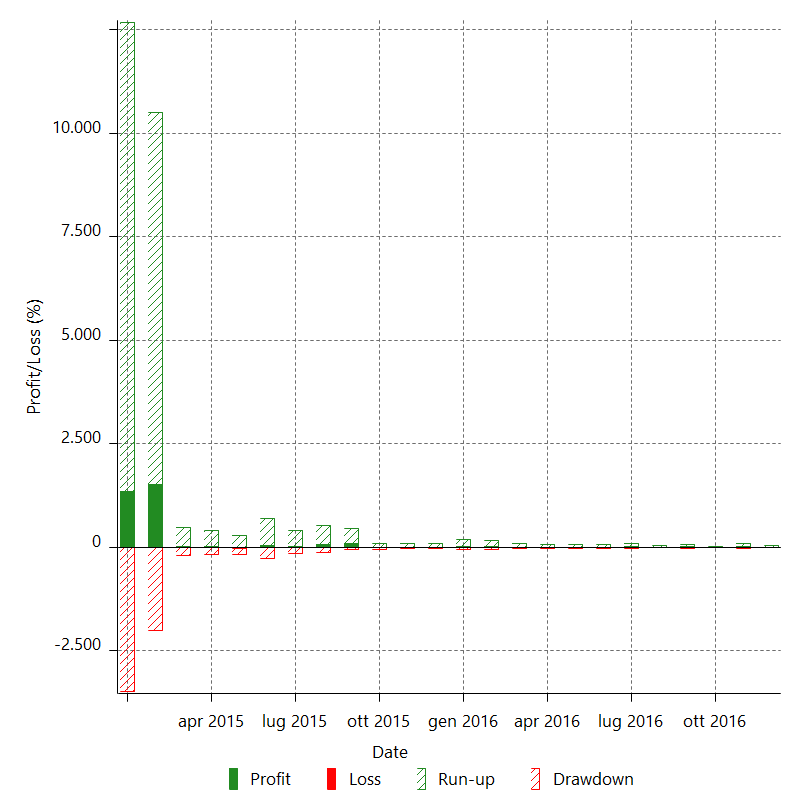 10.000
7.500
5.000
2.500
0
-2.500
Profit/Loss (%)
apr 2015 lug 2015 ott 2015 gen 2016 apr 2016 lug 2016 ott 2016
Date
Profit Loss Run-up Drawdown